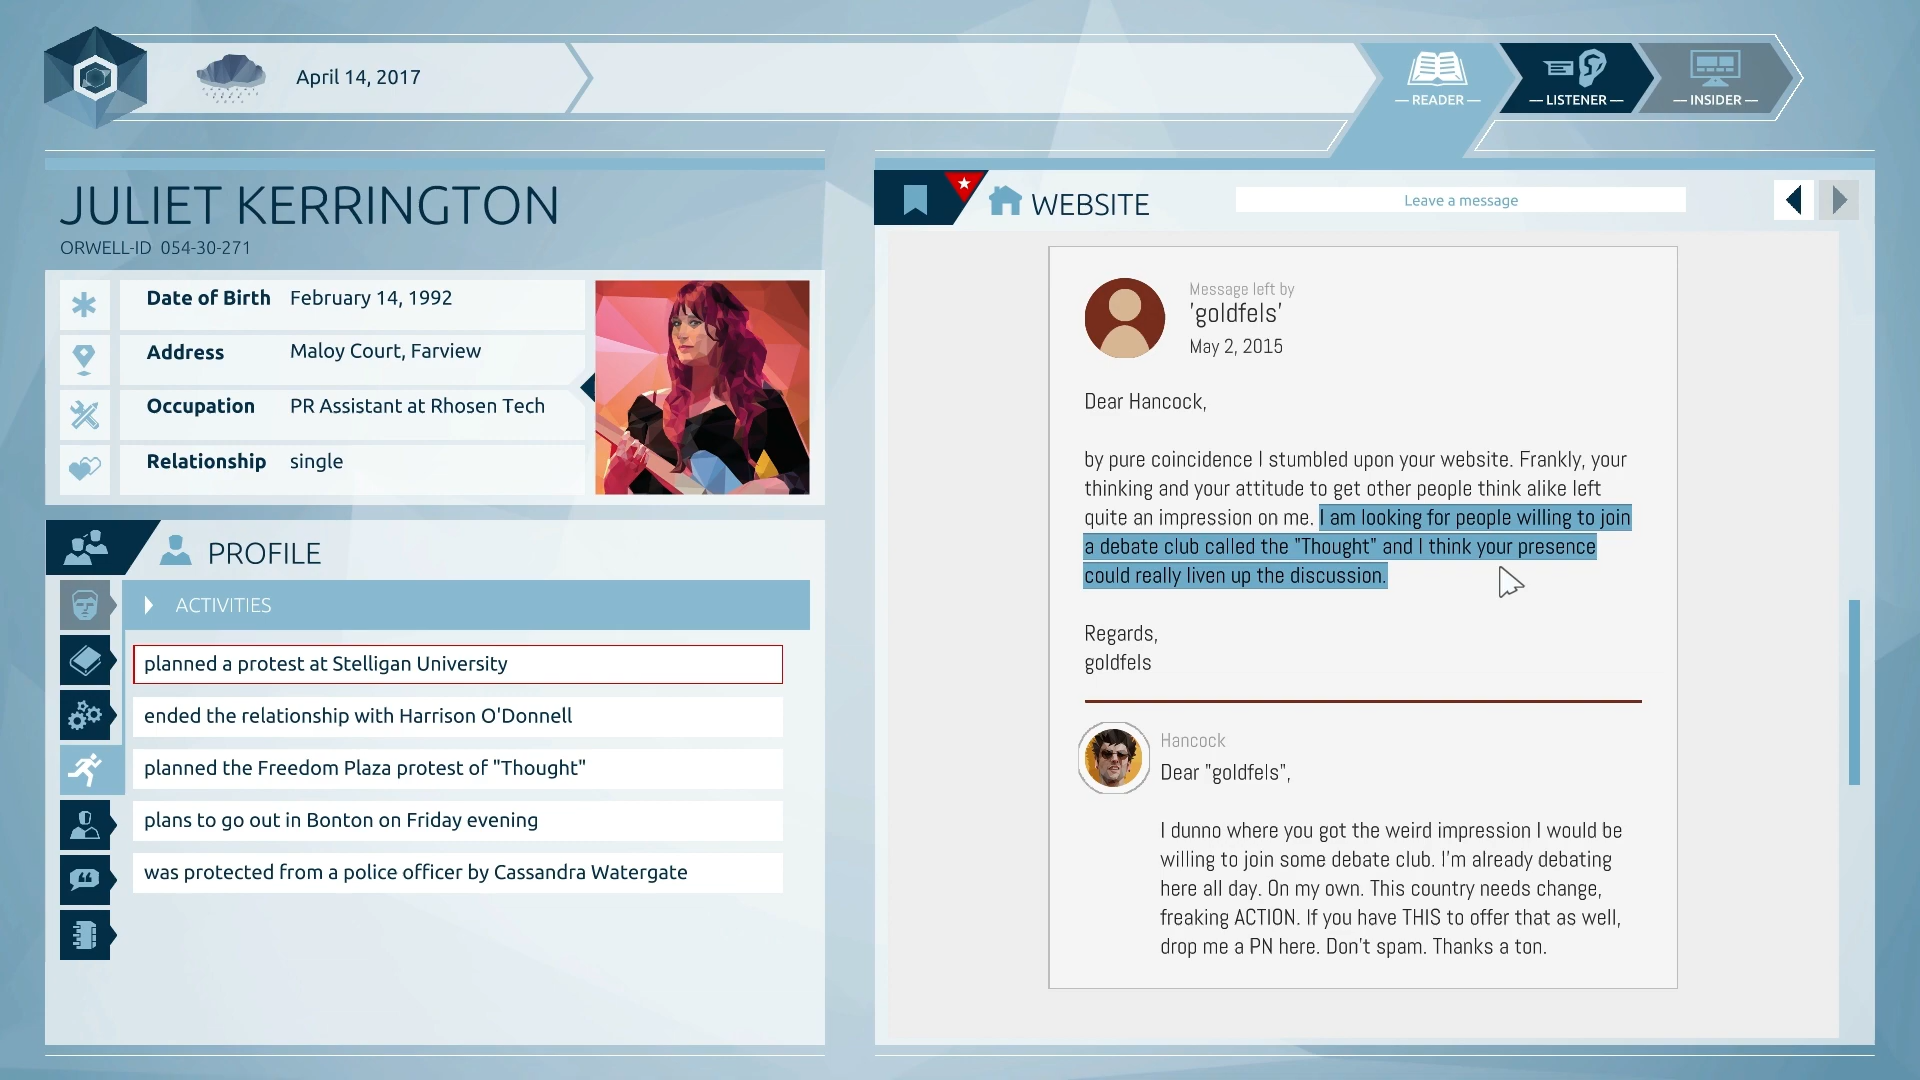 April 14, 2017
— READER —
— LISTENER —
— INSIDER —
JULIET KERRINGTON
ORWELL-ID 054-30-271
Date of Birth February 14, 1992
Address Maloy Court, Farview
Occupation PR Assistant at Rhosen Tech
Relationship single
PROFILE
ACTIVITIES
planned a protest at Stelligan University
ended the relationship with Harrison O'Donnell
planned the Freedom Plaza protest of "Thought"
plans to go out in Bonton on Friday evening
was protected from a police officer by Cassandra Watergate
WEBSITE
Leave a message
Message left by
'goldfels'
May 2, 2015
Dear Hancock,
by pure coincidence I stumbled upon your website. Frankly, your
thinking and your attitude to get other people think alike left
quite an impression on me. I am looking for people willing to join
a debate club called the "Thought" and I think your presence
could really liven up the discussion.
Regards,
goldfels
Hancock
Dear "goldfels",
I dunno where you got the weird impression I would be
willing to join some debate club. I'm already debating
here all day. On my own. This country needs change,
freaking ACTION. If you have THIS to offer that as well,
drop me a PN here. Don't spam. Thanks a ton.